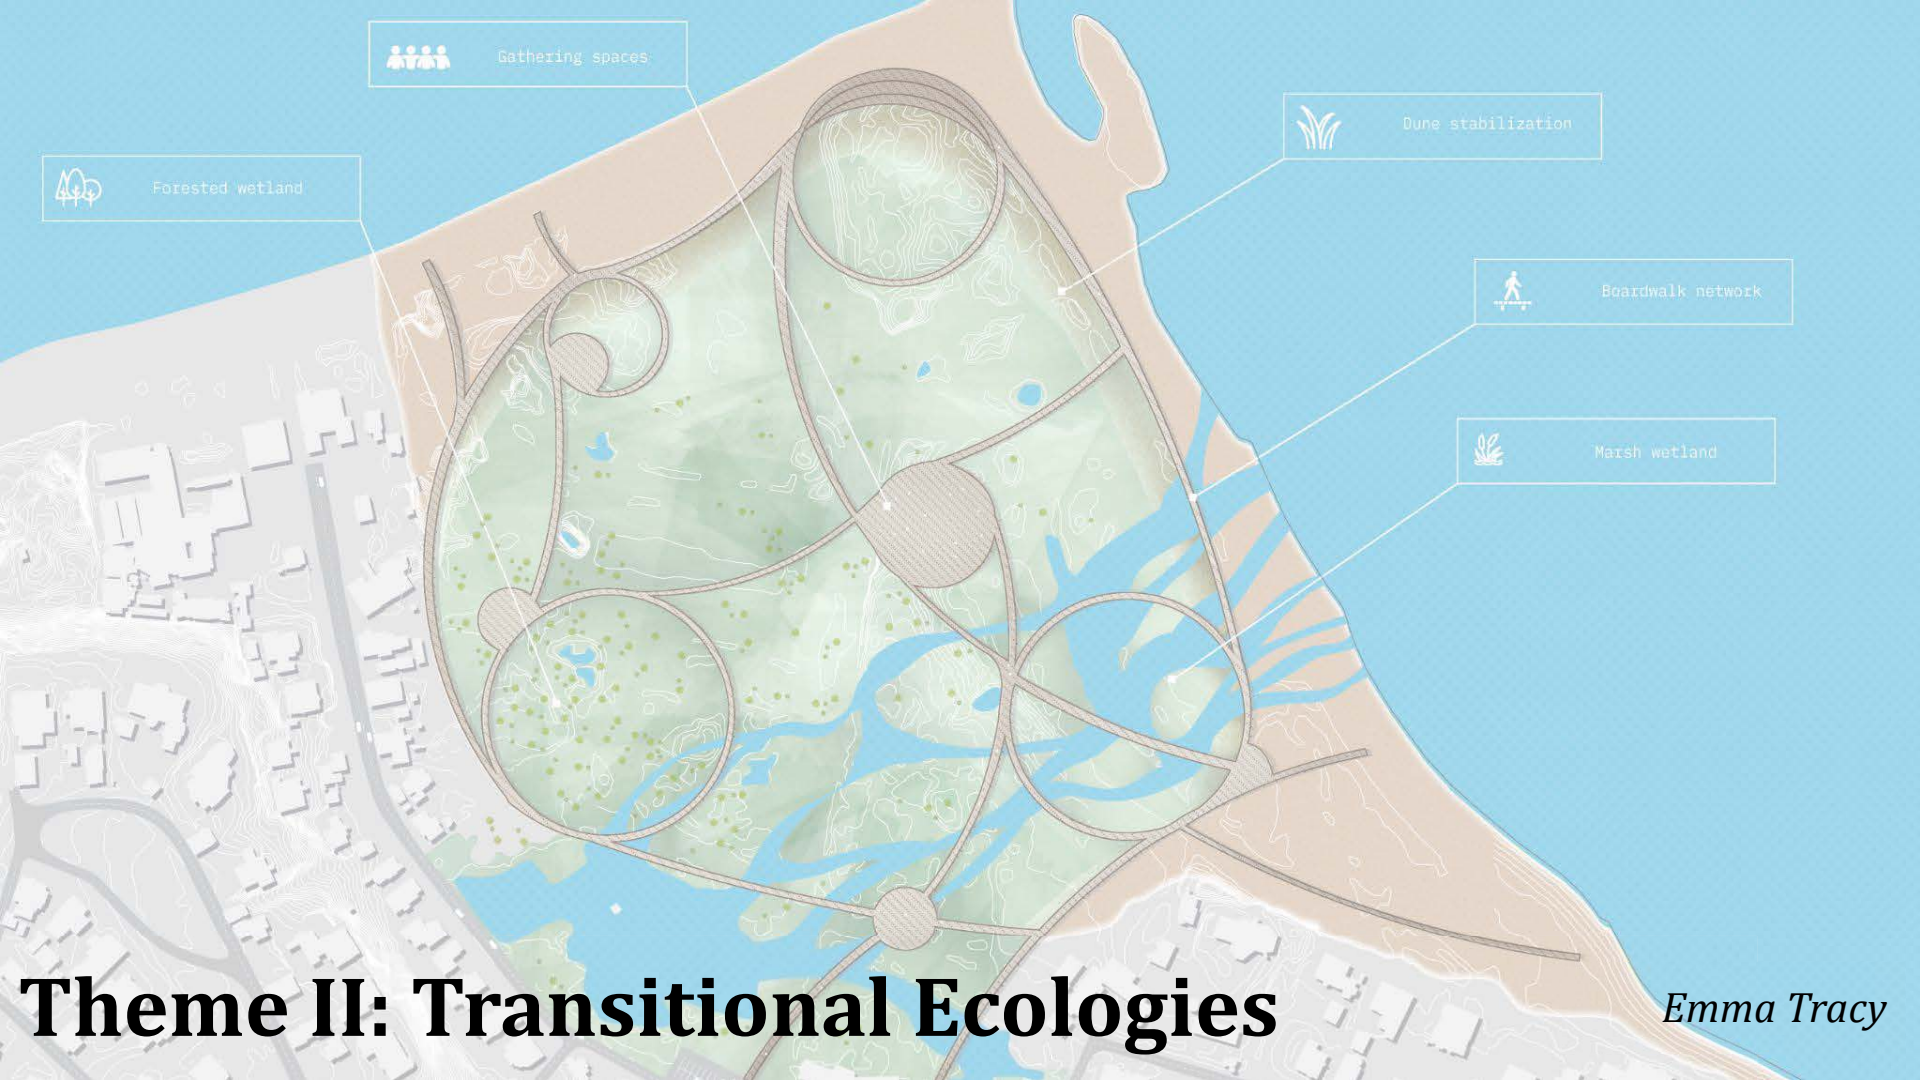 Gathering spaces
Dune stabilization
Forested wetland
Boardwalk network
Marsh wetland
Theme II: Transitional Ecologies
Emma Tracy